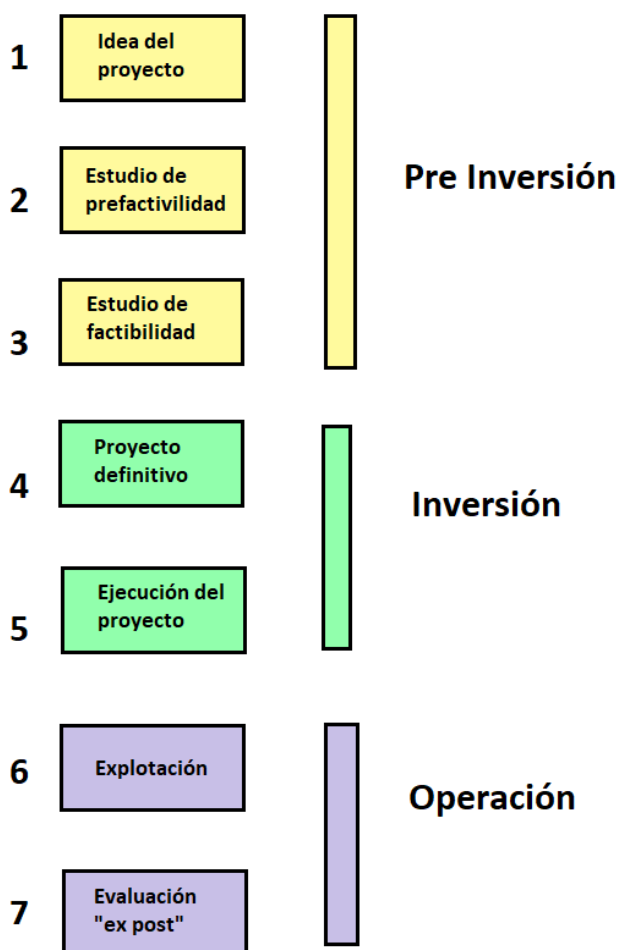 1
Idea del
proyecto
2
Estudio de
prefactivilidad
Pre Inversión
3
Estudio de
factibilidad
4
Proyecto
definitivo
Inversión
5
Ejecución del
proyecto
6
Explotación
Operación
7
Evaluación
"ex post"